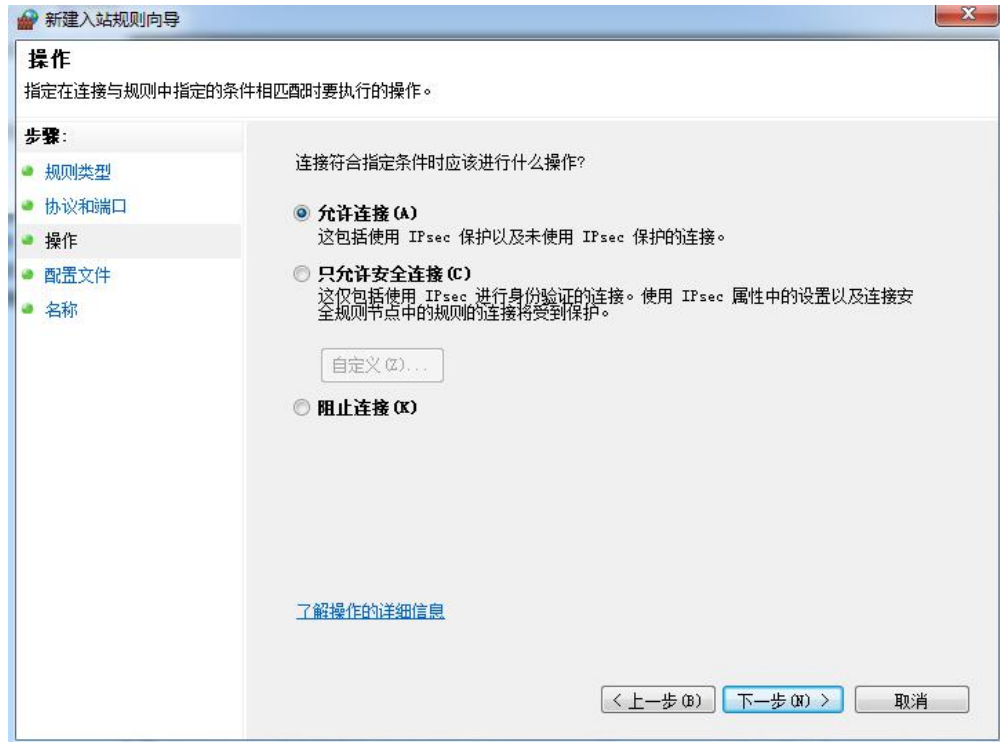 新建入站规则向导
操作
指定在连接与规则中指定的条件相匹配时要执行的操作。
步骤:
规则类型
协议和端口
操作
配置文件
名称
连接符合指定条件时应该进行什么操作?
允许连接(A)
这包括使用 IPsec 保护以及未使用 IPsec 保护的连接。
只允许安全连接(C)
这仅包括使用 IPsec 进行身份验证的连接。使用 IPsec 属性中的设置以及连接安
全规则节点中的规则的连接将受到保护。
自定义(Z)...
阻止连接(K)
了解操作的详细信息
< 上一步(B)
下一步(N) >
取消